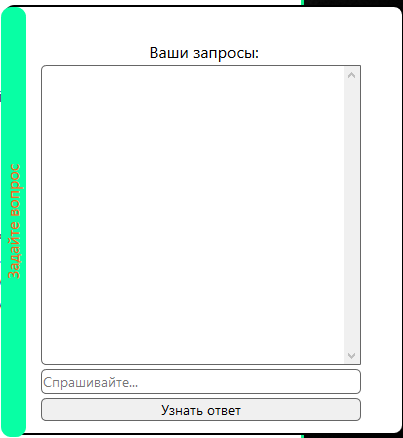 Ваши запросы:
Задайте вопрос
Спрашивайте...
Узнать ответ